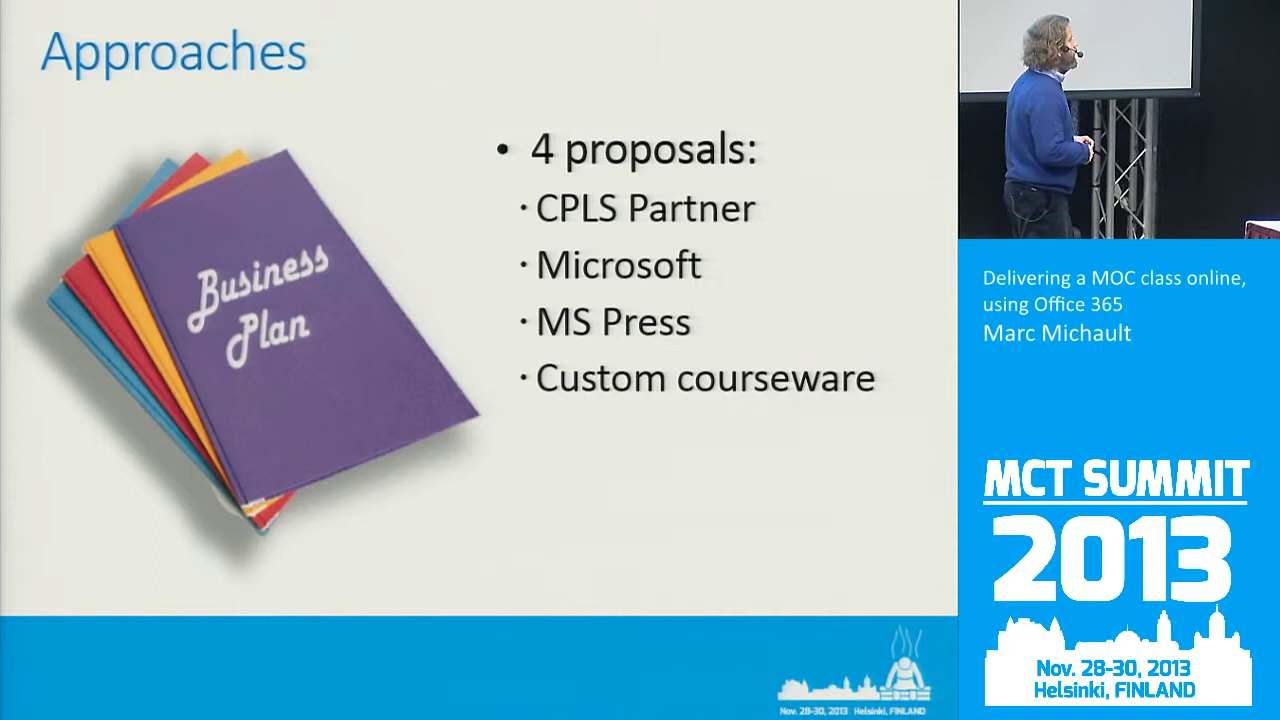 Approaches
Business
Plan
• 4 proposals:
· CPLS Partner
· Microsoft
· MS Press
· Custom courseware
Nov. 28-30, 2013 Helsinki, FINLAND
Delivering a MOC class online,
using Office 365
Marc Michault
MCT SUMMIT
2013
Nov. 28-30, 2013
Helsinki, FINLAND